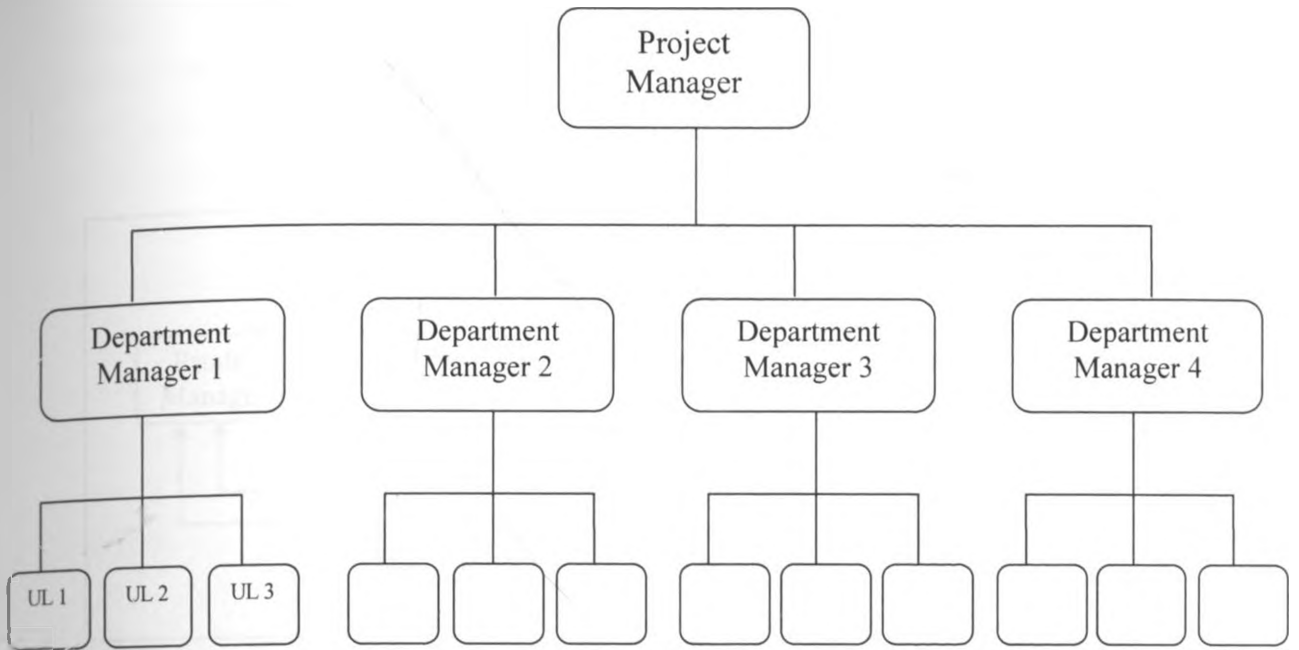 Project
Manager
Department
Manager 1
Department
Manager 2
Department
Manager 3
Department
Manager 4
UL 1
UL 2
UL 3